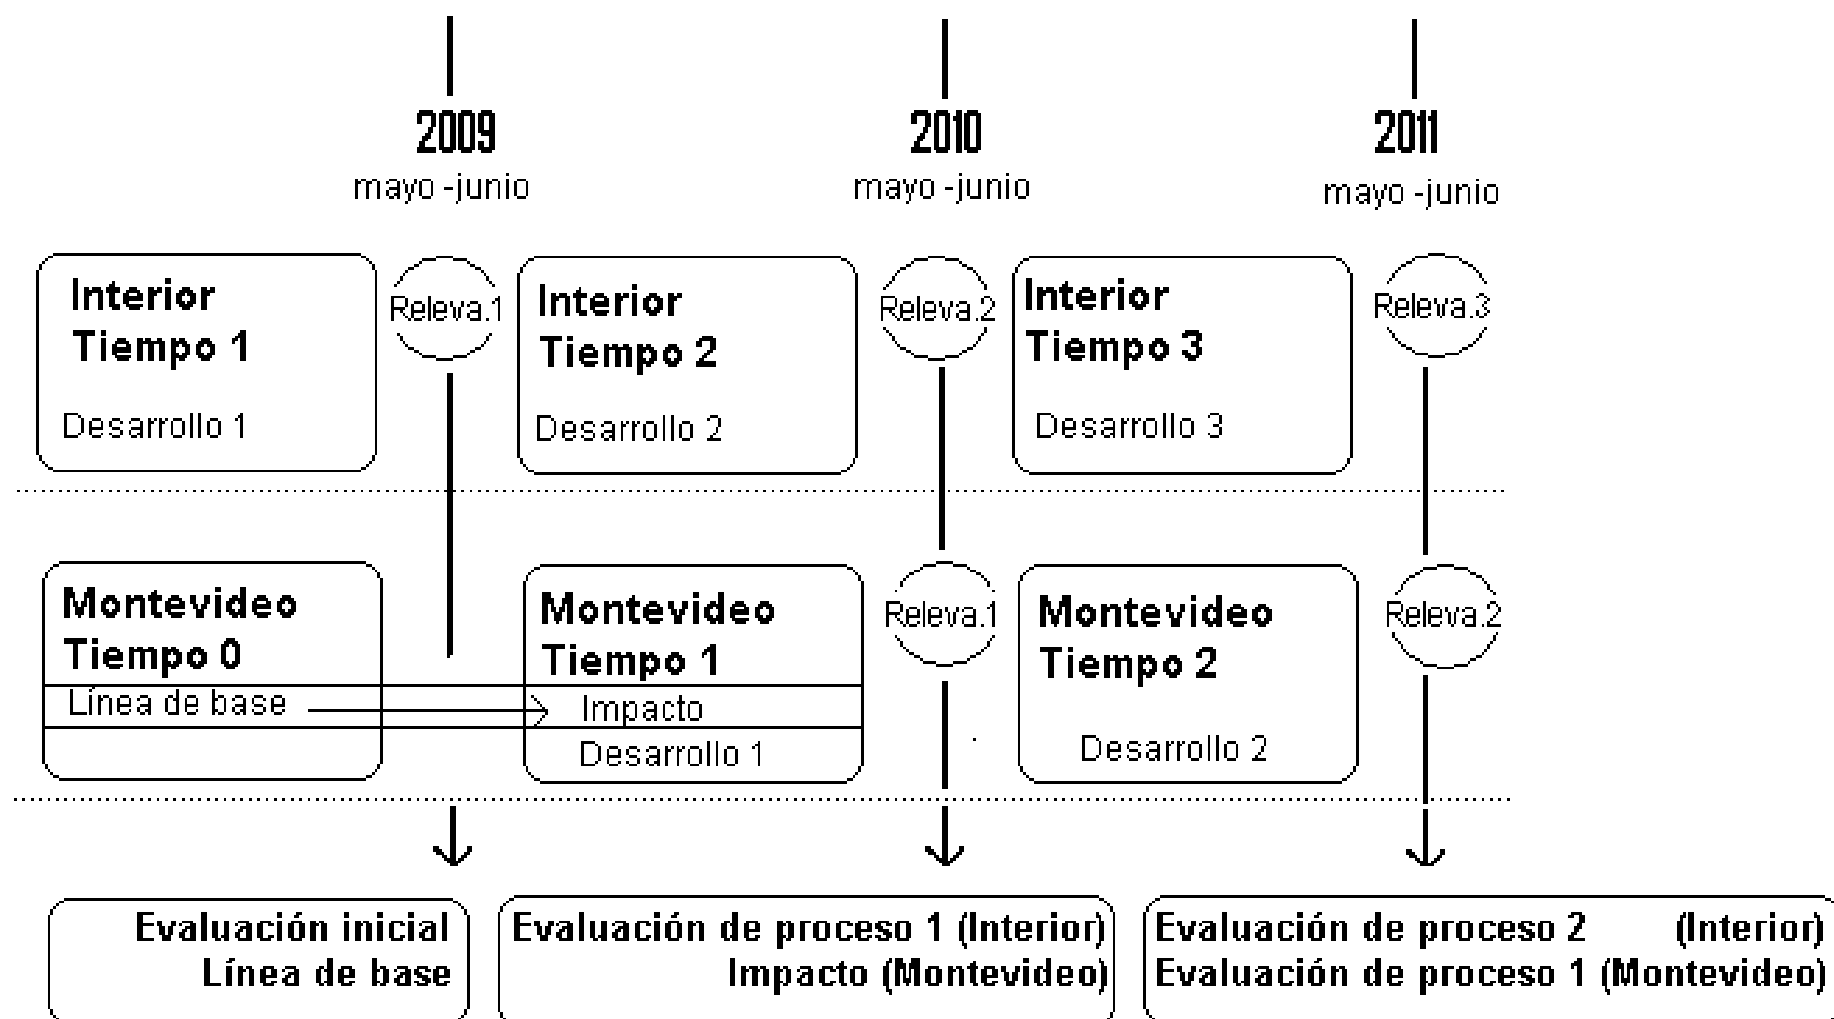 2009
mayo -junio
2010
mayo -junio
2011
mayo -junio
Interior
Tiempo 1
Desarrollo 1
Releva.1
Interior
Tiempo 2
Desarrollo 2
Releva.2
Interior
Tiempo 3
Desarrollo 3
Releva.3
Montevideo
Tiempo 0
Línea de base
Montevideo
Tiempo 1
Impacto
Desarrollo 1
Releva.1
Montevideo
Tiempo 2
Desarrollo 2
Releva.2
Evaluación inicial
Línea de base
Evaluación de proceso 1 (Interior)
Impacto (Montevideo)
Evaluación de proceso 2 (Interior)
Evaluación de proceso 1 (Montevideo)